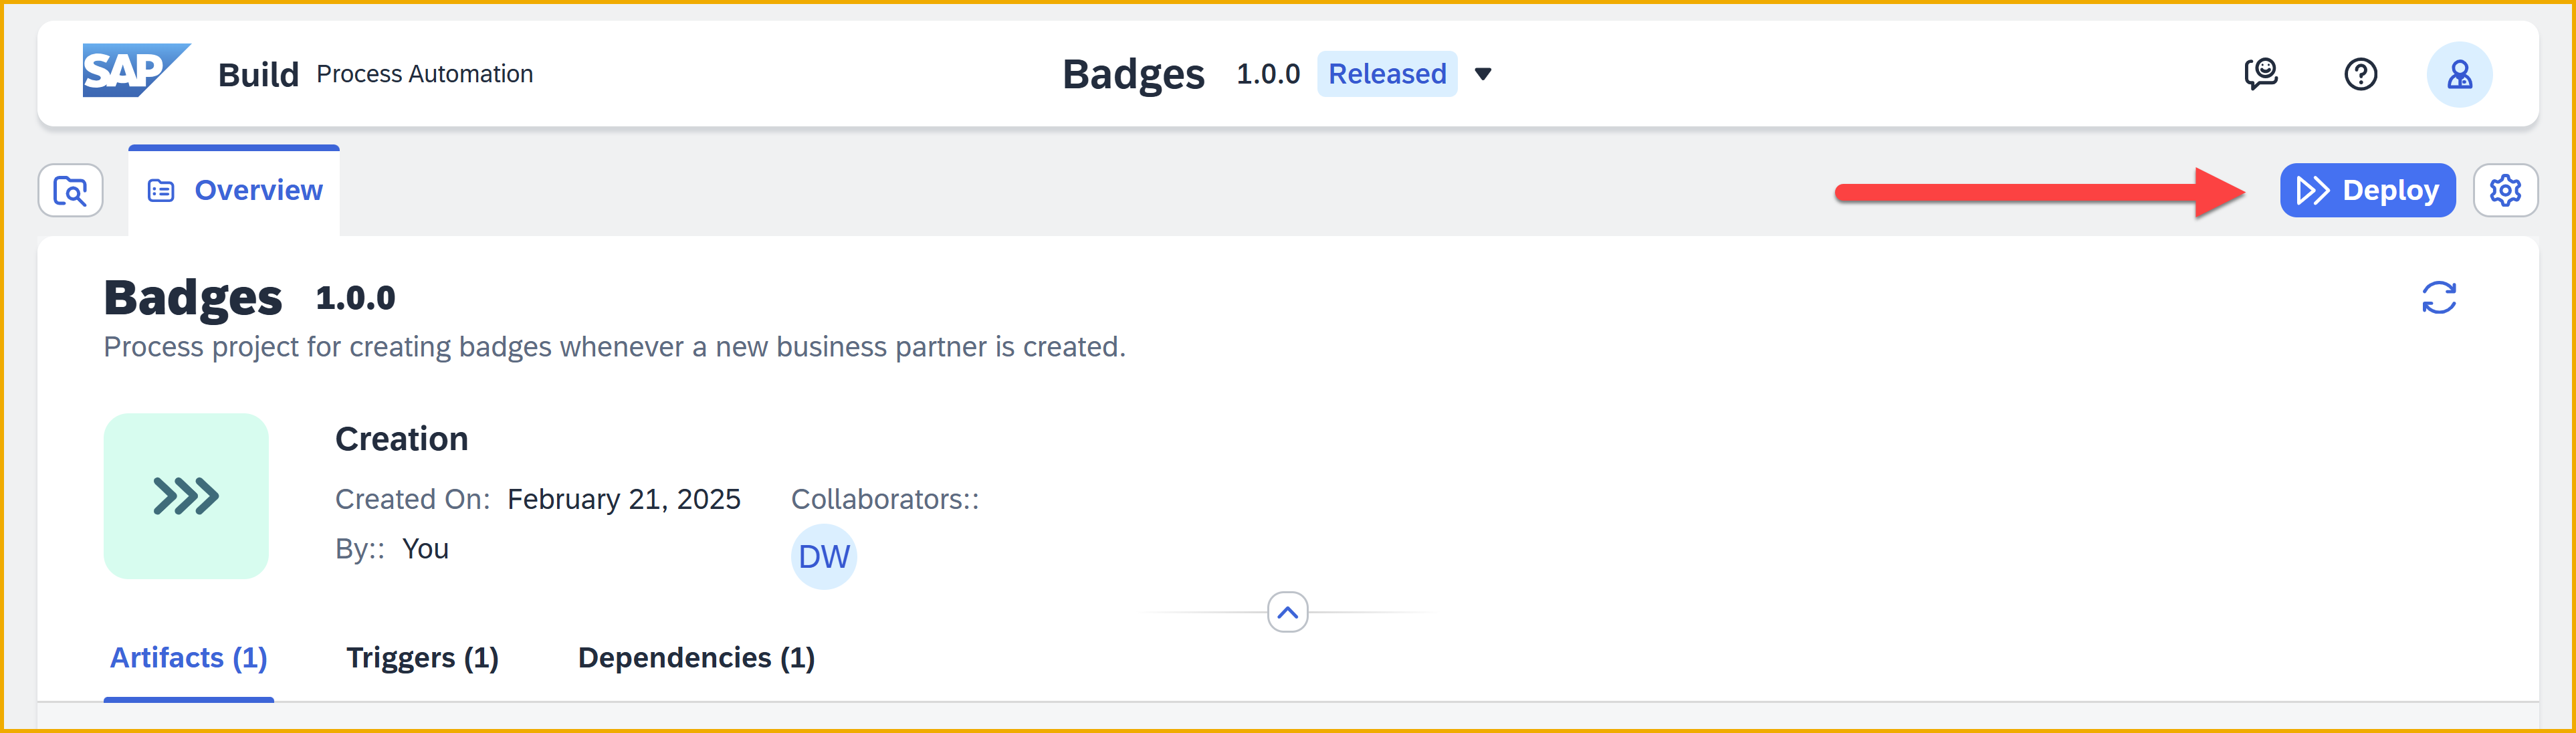 SAP Build Process Automation
Badges 1.0.0 Released
Overview
Deploy
Badges 1.0.0
Process project for creating badges whenever a new business partner is created.
Creation
Created On: February 21, 2025 Collaborators::
By:: You
DW
Artifacts (1) Triggers (1) Dependencies (1)